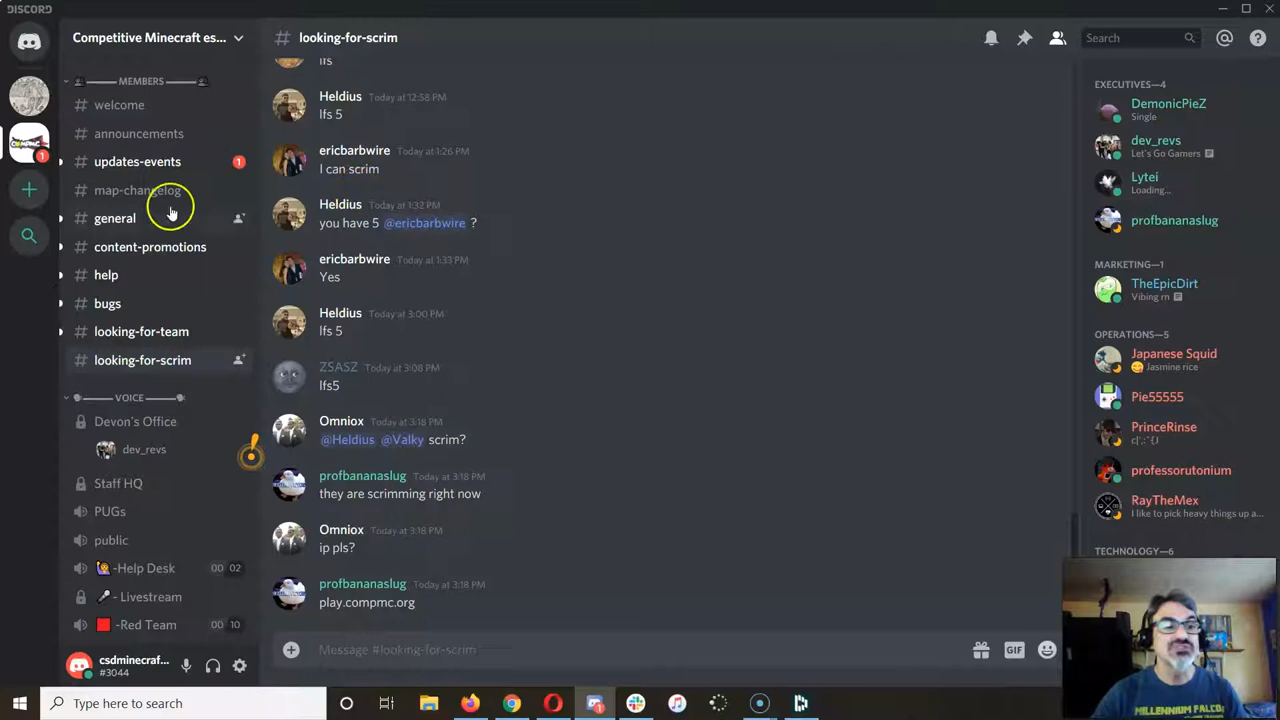 DISCORD
Competitive Minecraft es...
# looking-for-scrim
Search
MEMBERS
welcome
announcements
updates-events 1
map-changelog
general
content-promotions
help
bugs
looking-for-team
looking-for-scrim
VOICE
Devon's Office
dev_revs
Staff HQ
PUGs
public
-Help Desk 00 02
- Livestream
-Red Team 00 10
csdminecraf...
#3044
lfs
Heldius Today at 12:58 PM
lfs 5
ericbarbwire Today at 1:26 PM
I can scrim
Heldius Today at 1:32 PM
you have 5 @ericbarbwire ?
ericbarbwire Today at 1:33 PM
Yes
Heldius Today at 3:00 PM
lfs 5
ZSASZ Today at 3:08 PM
lfs5
Omniox Today at 3:18 PM
@Heldius @Valky scrim?
profbananaslug Today at 3:18 PM
they are scrimming right now
Omniox Today at 3:18 PM
ip pls?
profbananaslug Today at 3:18 PM
play.compmc.org
Message #looking-for-scrim
GIF
EXECUTIVES—4
DemonicPieZ
Single
dev_revs
Let's Go Gamers
Lytei
Loading...
profbananaslug
MARKETING—1
TheEpicDirt
Vibing rn
OPERATIONS—5
Japanese Squid
Jasmine rice
Pie55555
PrinceRinse
c|',:`{J
professorutonium
RayTheMex
I like to pick heavy things up a...
TECHNOLOGY—6
MILLENNIUM FALCO
Type here to search